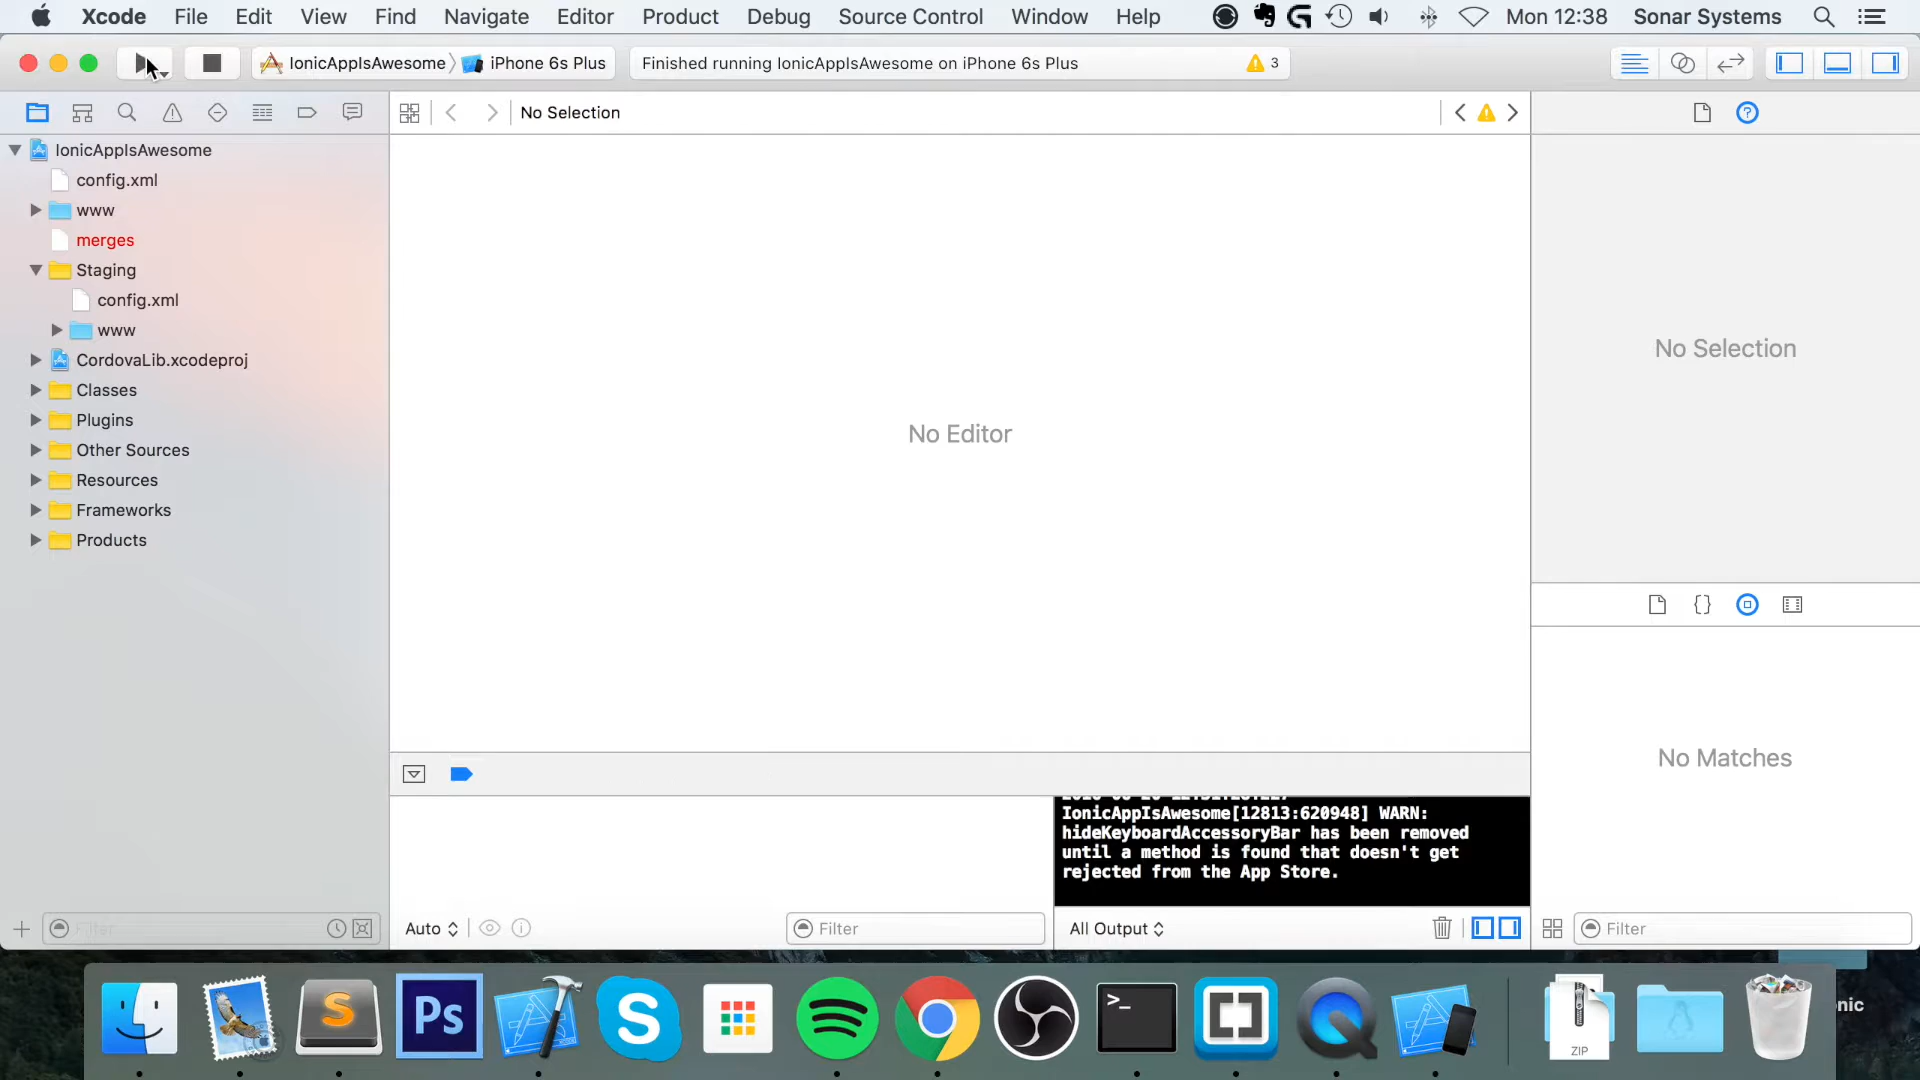 Xcode File Edit View Find Navigate Editor Product Debug Source Control Window Help Mon 12:38 Sonar Systems
IonicAppIsAwesome iPhone 6s Plus Finished running IonicAppIsAwesome on iPhone 6s Plus 3
No Selection
IonicAppIsAwesome
config.xml
www
merges
Staging
config.xml
www
CordovaLib.xcodeproj
Classes
Plugins
Other Sources
Resources
Frameworks
Products
No Editor
No Selection
No Matches
IonicAppIsAwesome[12813:620948] WARN:
hideKeyboardAccessoryBar has been removed
until a method is found that doesn't get
rejected from the App Store.
Filter Auto Filter All Output Filter
S Ps S >_ ZIP
nic